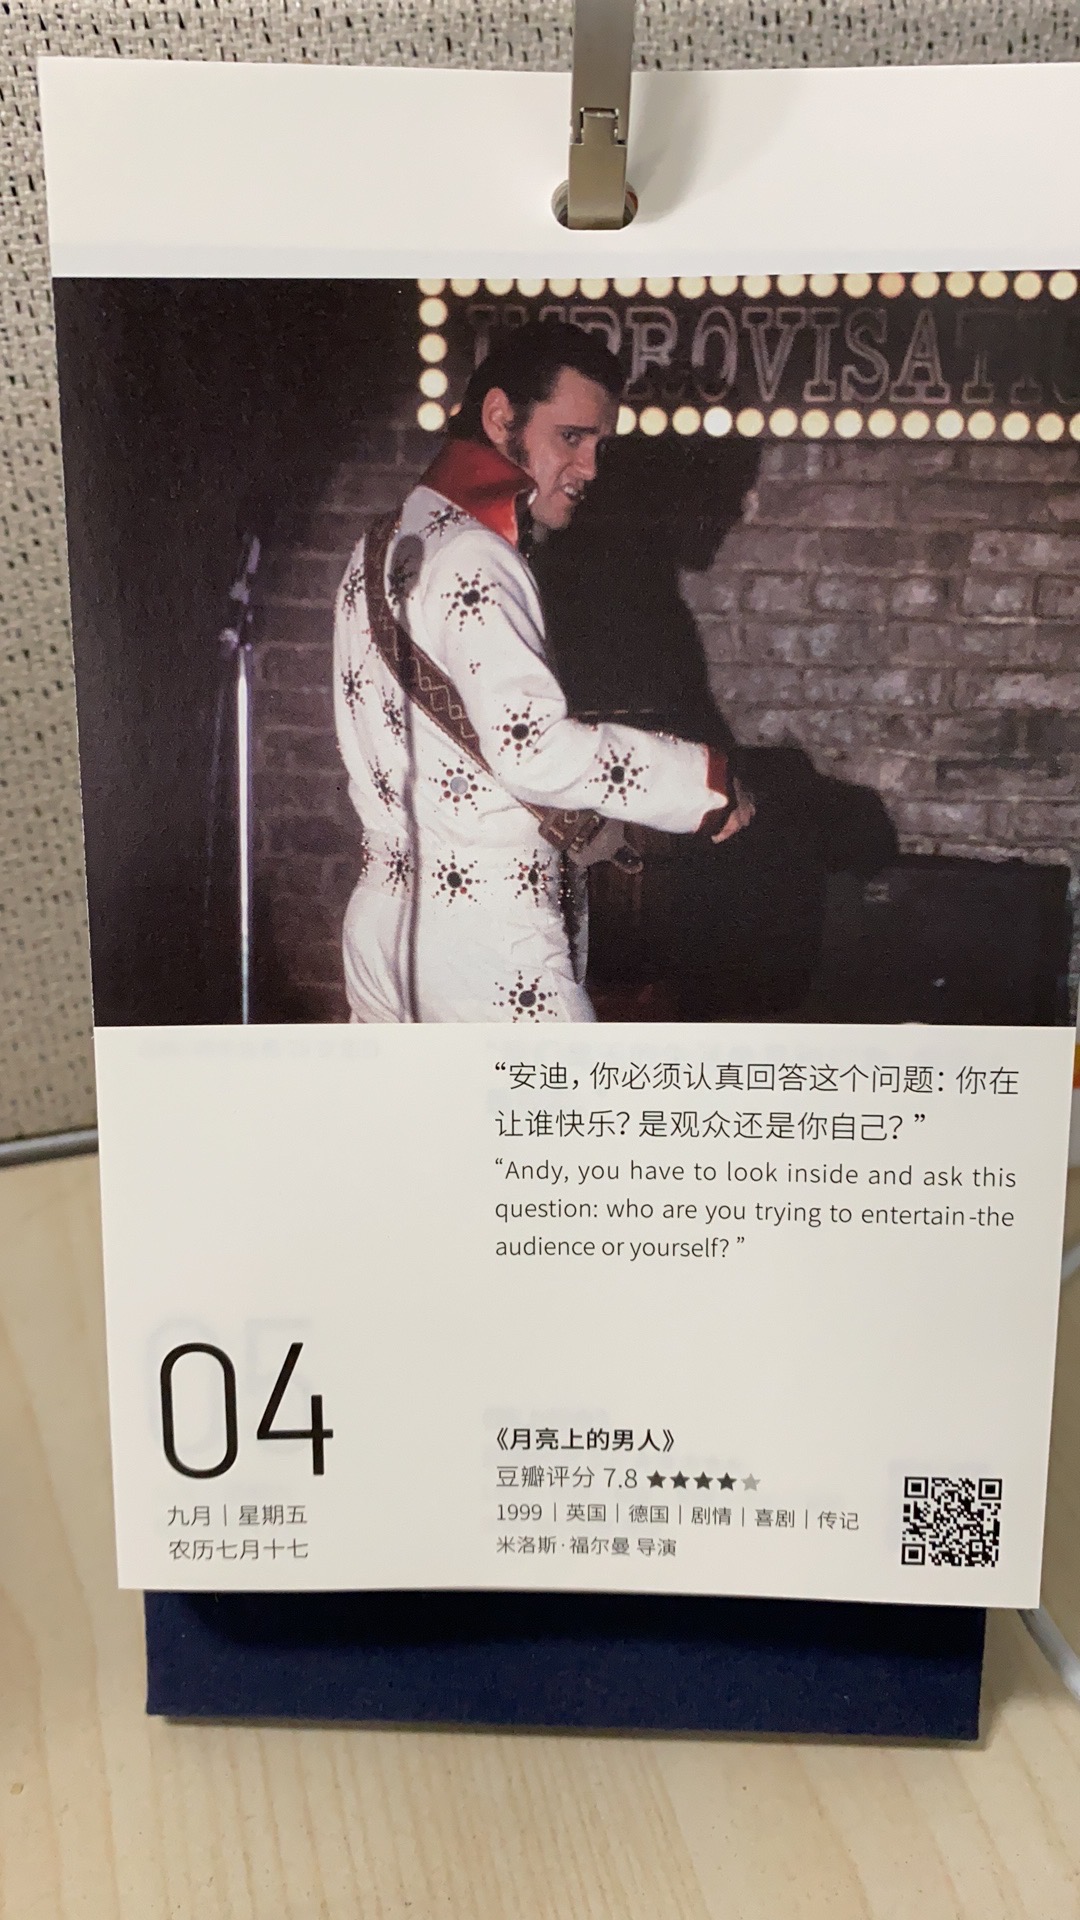 IMPROVISATIO
“安迪，你必须认真回答这个问题：你在
让谁快乐？是观众还是你自己？”
“Andy, you have to look inside and ask this
question: who are you trying to entertain-the
audience or yourself? ”
04
九月｜星期五
农历七月十七
《月亮上的男人》
豆瓣评分 7.8 ★★★★★
1999｜英国｜德国｜剧情｜喜剧｜传记
米洛斯·福尔曼 导演